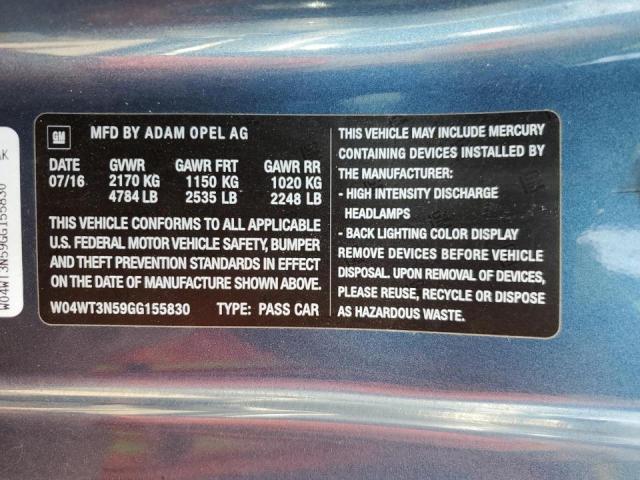 GM
MFD BY ADAM OPEL AG
DATE GVWR GAWR FRT GAWR RR
07/16 2170 KG 1150 KG 1020 KG
4784 LB 2535 LB 2248 LB
THIS VEHICLE CONFORMS TO ALL APPLICABLE
U.S. FEDERAL MOTOR VEHICLE SAFETY, BUMPER
AND THEFT PREVENTION STANDARDS IN EFFECT
ON THE DATE OF MANUFACTURE SHOWN ABOVE.
W04WT3N59GG155830 TYPE: PASS CAR
THIS VEHICLE MAY INCLUDE MERCURY
CONTAINING DEVICES INSTALLED BY
THE MANUFACTURER:
- HIGH INTENSITY DISCHARGE
HEADLAMPS
- BACK LIGHTING COLOR DISPLAY
REMOVE DEVICES BEFORE VEHICLE
DISPOSAL. UPON REMOVAL OF DEVICES,
PLEASE REUSE, RECYCLE OR DISPOSE
AS HAZARDOUS WASTE.
W04WT3N59GG155830